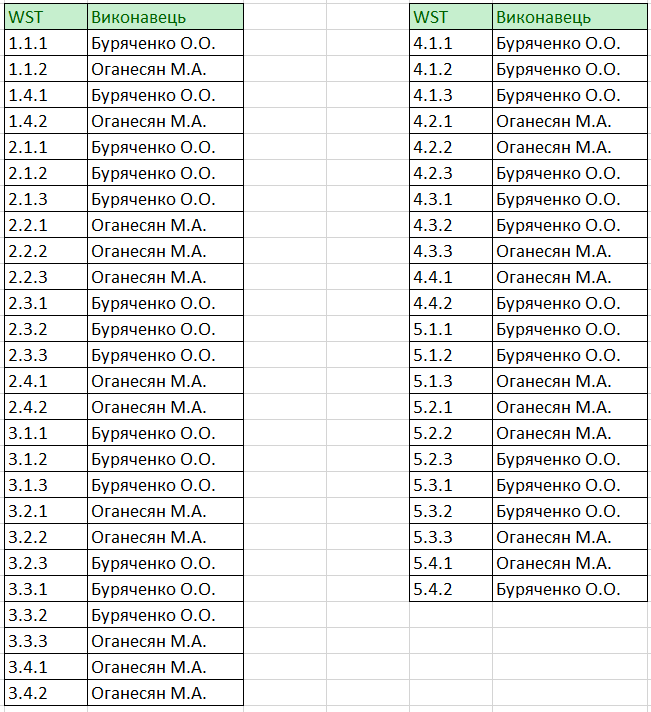 WST Виконавець
1.1.1 Буряченко О.О.
1.1.2 Оганесян М.А.
1.4.1 Буряченко О.О.
1.4.2 Оганесян М.А.
2.1.1 Буряченко О.О.
2.1.2 Буряченко О.О.
2.1.3 Буряченко О.О.
2.2.1 Оганесян М.А.
2.2.2 Оганесян М.А.
2.2.3 Оганесян М.А.
2.3.1 Буряченко О.О.
2.3.2 Буряченко О.О.
2.3.3 Буряченко О.О.
2.4.1 Оганесян М.А.
2.4.2 Оганесян М.А.
3.1.1 Буряченко О.О.
3.1.2 Буряченко О.О.
3.1.3 Буряченко О.О.
3.2.1 Оганесян М.А.
3.2.2 Оганесян М.А.
3.2.3 Буряченко О.О.
3.3.1 Буряченко О.О.
3.3.2 Буряченко О.О.
3.3.3 Оганесян М.А.
3.4.1 Оганесян М.А.
3.4.2 Оганесян М.А.
WST Виконавець
4.1.1 Буряченко О.О.
4.1.2 Буряченко О.О.
4.1.3 Буряченко О.О.
4.2.1 Оганесян М.А.
4.2.2 Оганесян М.А.
4.2.3 Буряченко О.О.
4.3.1 Буряченко О.О.
4.3.2 Буряченко О.О.
4.3.3 Оганесян М.А.
4.4.1 Оганесян М.А.
4.4.2 Буряченко О.О.
5.1.1 Буряченко О.О.
5.1.2 Буряченко О.О.
5.1.3 Оганесян М.А.
5.2.1 Оганесян М.А.
5.2.2 Оганесян М.А.
5.2.3 Буряченко О.О.
5.3.1 Буряченко О.О.
5.3.2 Буряченко О.О.
5.3.3 Оганесян М.А.
5.4.1 Оганесян М.А.
5.4.2 Буряченко О.О.